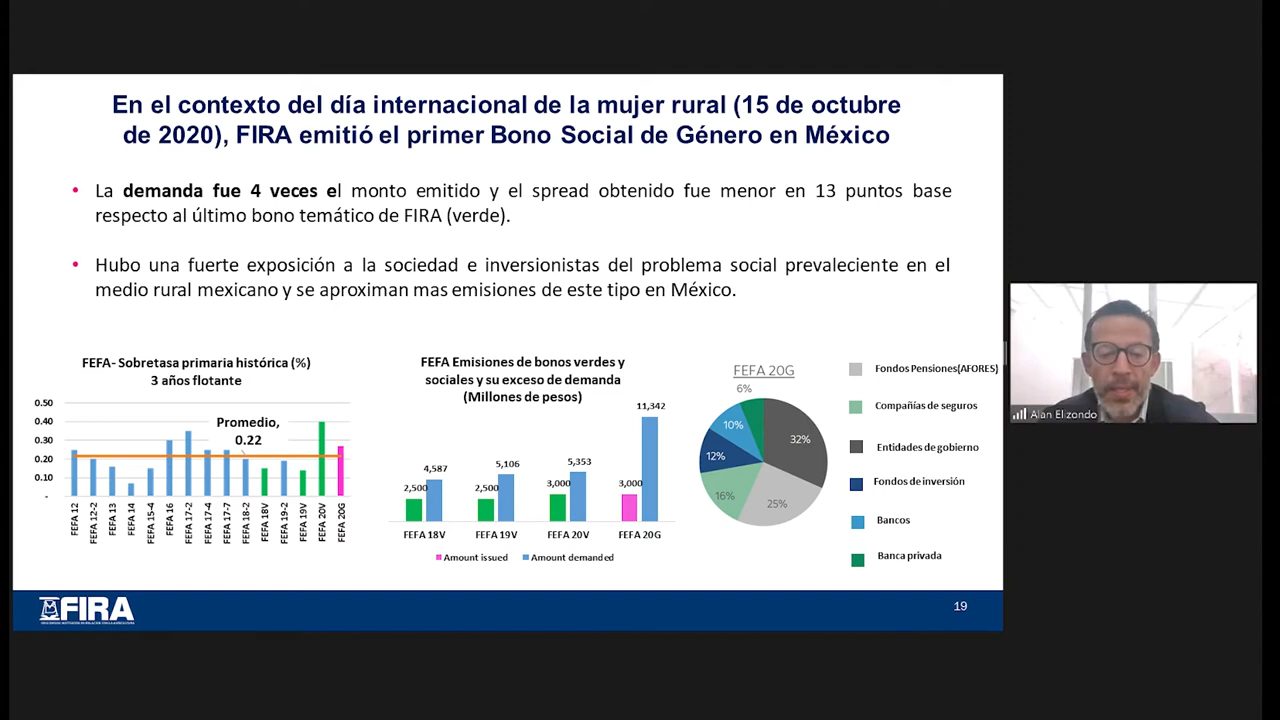 En el contexto del día internacional de la mujer rural (15 de octubre
de 2020), FIRA emitió el primer Bono Social de Género en México
• La demanda fue 4 veces el monto emitido y el spread obtenido fue menor en 13 puntos base
respecto al último bono temático de FIRA (verde).
• Hubo una fuerte exposición a la sociedad e inversionistas del problema social prevaleciente en el
medio rural mexicano y se aproximan mas emisiones de este tipo en México.
FEFA- Sobretasa primaria histórica (%)
3 años flotante
0.50
0.40
0.30
0.20
0.10
-
Promedio,
0.22
FEFA 12
FEFA 12-2
FEFA 13
FEFA 14
FEFA 15-4
FEFA 16
FEFA 17-2
FEFA 17-4
FEFA 17-7
FEFA 18-2
FEFA 18V
FEFA 19-2
FEFA 19V
FEFA 20V
FEFA 20G
FEFA Emisiones de bonos verdes y
sociales y su exceso de demanda
(Millones de pesos)
2,500
4,587
2,500
5,106
3,000
5,353
3,000
11,342
FEFA 18V
FEFA 19V
FEFA 20V
FEFA 20G
Amount issued
Amount demanded
FEFA 20G
6%
32%
25%
16%
12%
10%
Fondos Pensiones(AFORES)
Compañías de seguros
Entidades de gobierno
Fondos de inversión
Bancos
Banca privada
Alan Elizondo
FIRA
19